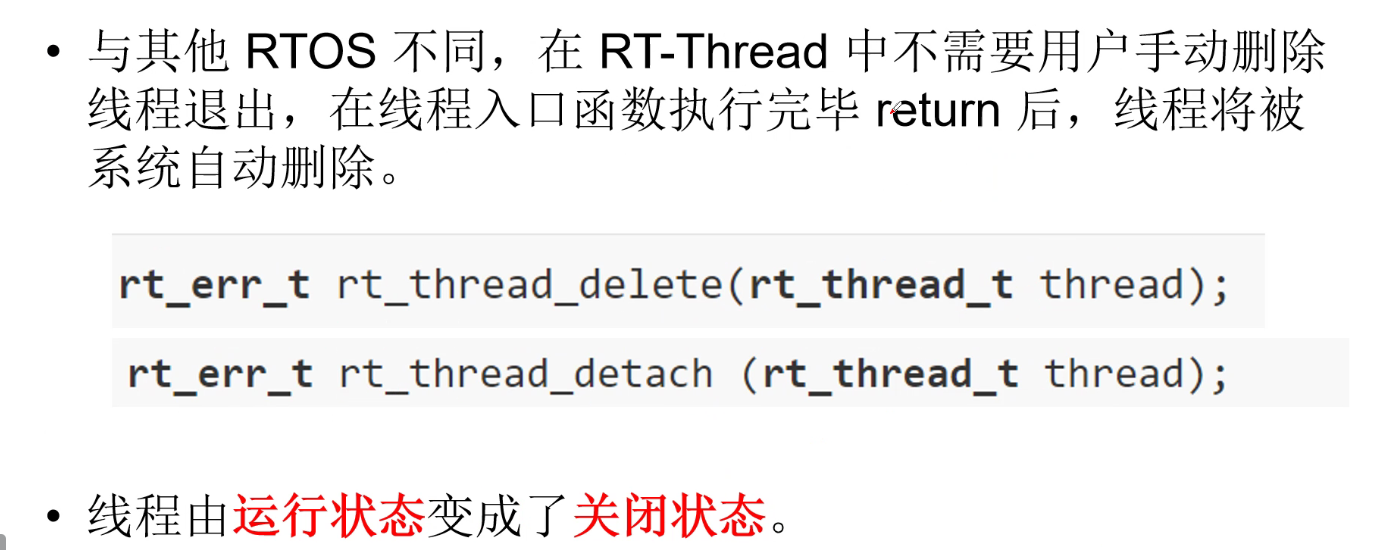 • 与其他 RTOS 不同，在 RT-Thread 中不需要用户手动删除
线程退出，在线程入口函数执行完毕 return 后，线程将被
系统自动删除。
rt_err_t rt_thread_delete(rt_thread_t thread);
rt_err_t rt_thread_detach (rt_thread_t thread);
• 线程由运行状态变成了关闭状态。